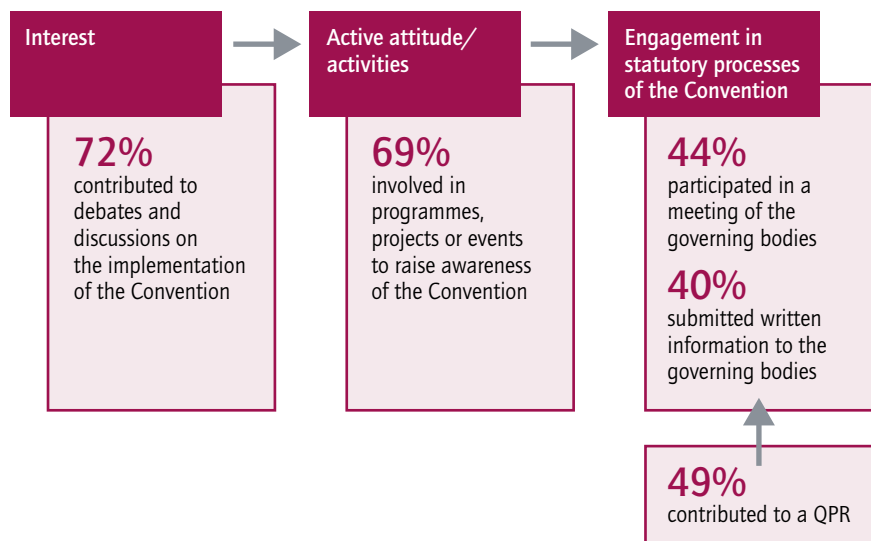 Interest
72%
contributed to
debates and
discussions on
the implementation
of the Convention
Active attitude/
activities
69%
involved in
programmes,
projects or events
to raise awareness
of the Convention
Engagement in
statutory processes
of the Convention
44%
participated in a
meeting of the
governing bodies
40%
submitted written
information to the
governing bodies
49%
contributed to a QPR